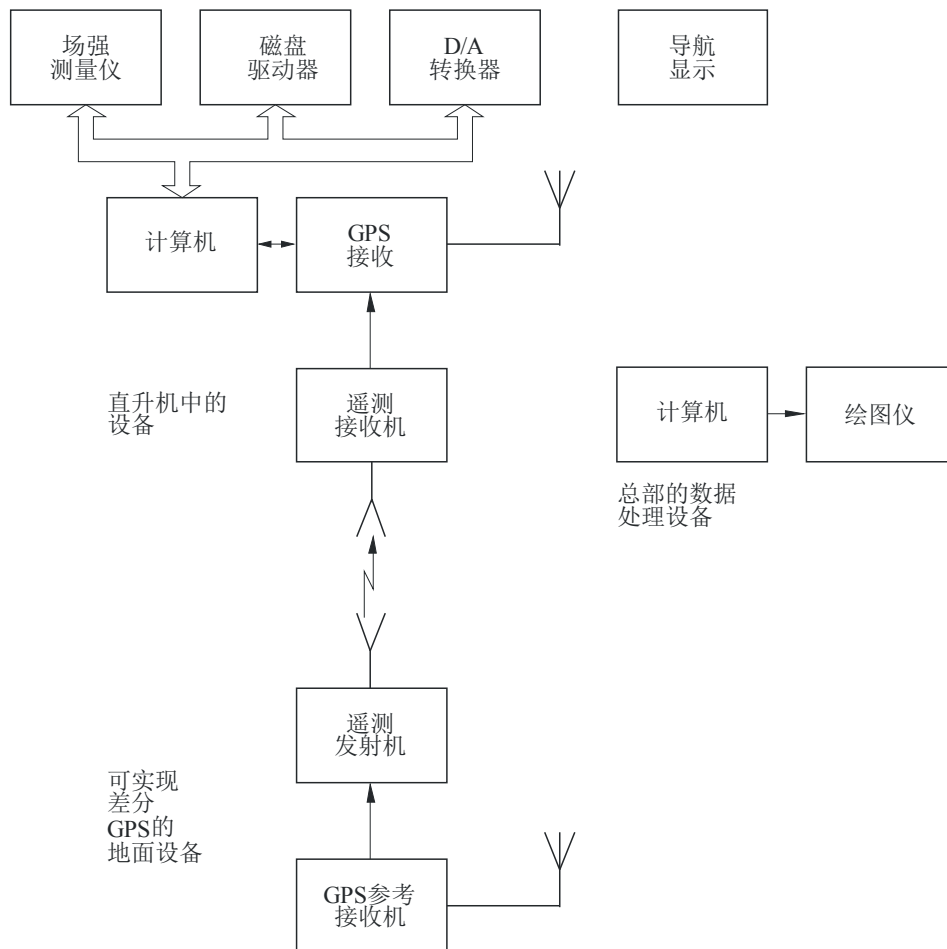 场强
测量仪
磁盘
驱动器
D/A
转换器
导航
显示
计算机
GPS
接收
直升机中的
设备
遥测
接收机
计算机
绘图仪
总部的数据
处理设备
遥测
发射机
可实现
差分
GPS的
地面设备
GPS参考
接收机